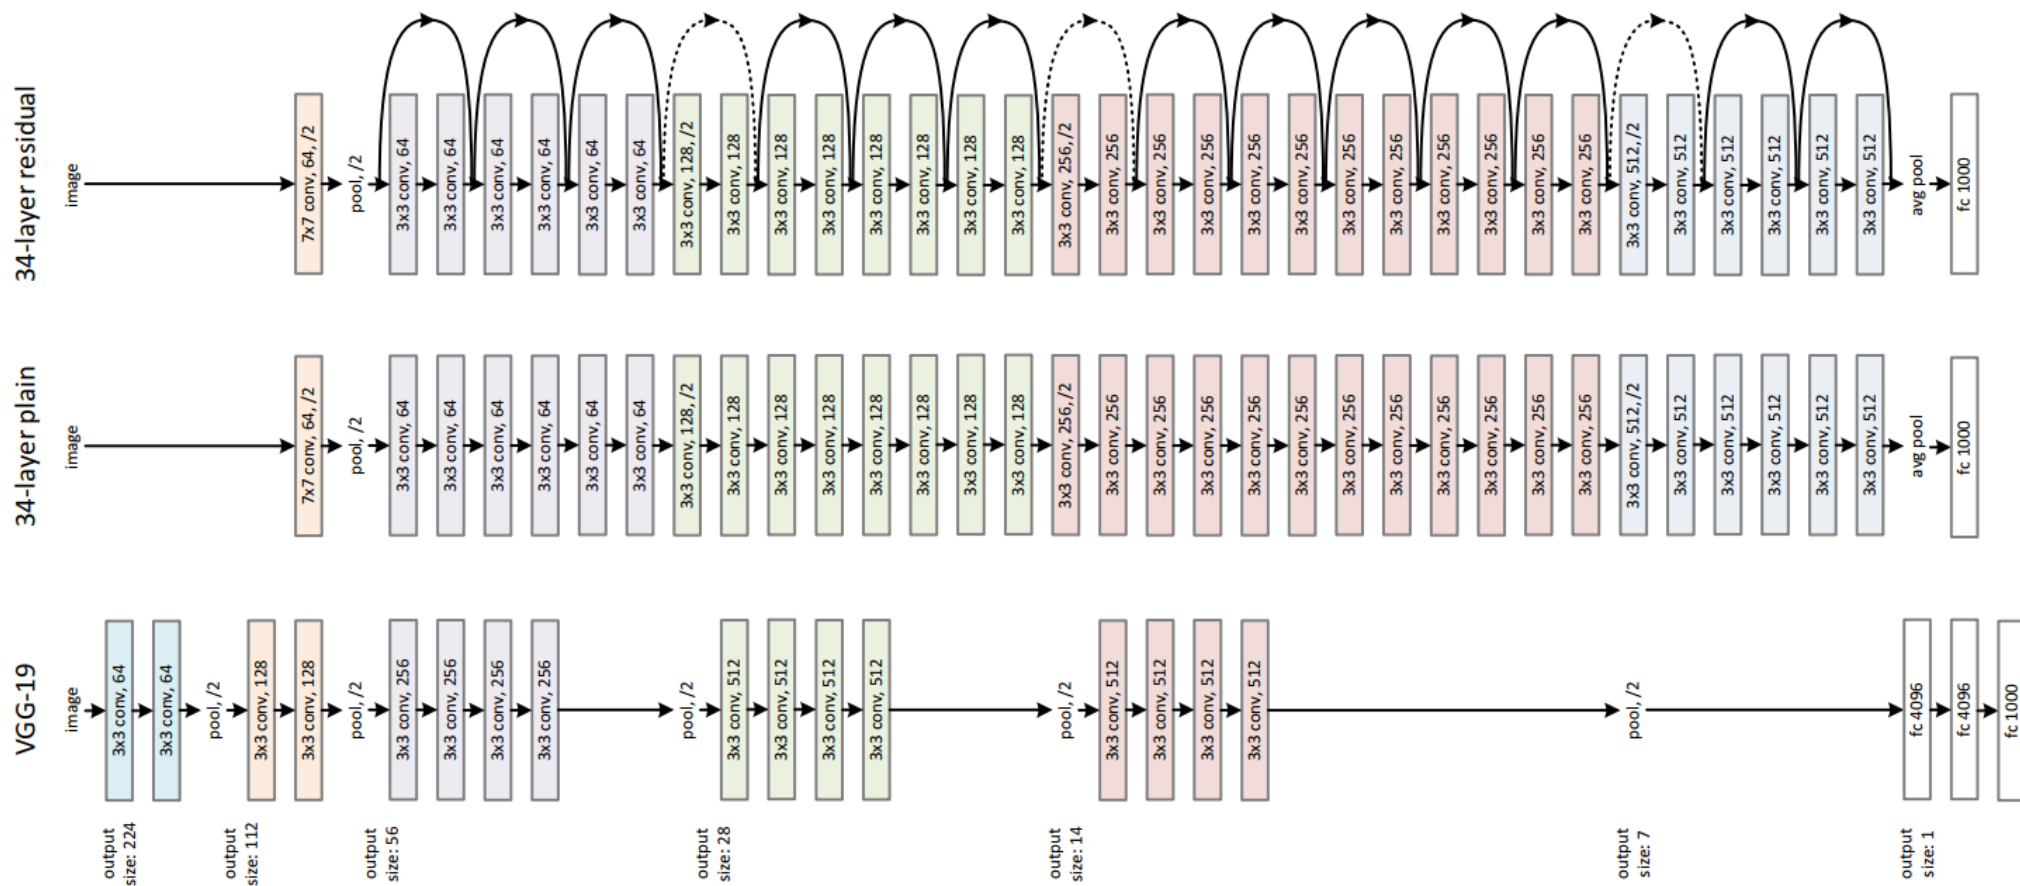 34-layer residual
image
7x7 conv, 64, /2
pool, /2
3x3 conv, 64
3x3 conv, 64
3x3 conv, 64
3x3 conv, 64
3x3 conv, 64
3x3 conv, 64
3x3 conv, 128, /2
3x3 conv, 128
3x3 conv, 128
3x3 conv, 128
3x3 conv, 128
3x3 conv, 128
3x3 conv, 128
3x3 conv, 128
3x3 conv, 256, /2
3x3 conv, 256
3x3 conv, 256
3x3 conv, 256
3x3 conv, 256
3x3 conv, 256
3x3 conv, 256
3x3 conv, 256
3x3 conv, 256
3x3 conv, 256
3x3 conv, 256
3x3 conv, 256
3x3 conv, 512, /2
3x3 conv, 512
3x3 conv, 512
3x3 conv, 512
3x3 conv, 512
3x3 conv, 512
avg pool
fc 1000
34-layer plain
image
7x7 conv, 64, /2
pool, /2
3x3 conv, 64
3x3 conv, 64
3x3 conv, 64
3x3 conv, 64
3x3 conv, 64
3x3 conv, 64
3x3 conv, 128, /2
3x3 conv, 128
3x3 conv, 128
3x3 conv, 128
3x3 conv, 128
3x3 conv, 128
3x3 conv, 128
3x3 conv, 128
3x3 conv, 256, /2
3x3 conv, 256
3x3 conv, 256
3x3 conv, 256
3x3 conv, 256
3x3 conv, 256
3x3 conv, 256
3x3 conv, 256
3x3 conv, 256
3x3 conv, 256
3x3 conv, 256
3x3 conv, 256
3x3 conv, 512, /2
3x3 conv, 512
3x3 conv, 512
3x3 conv, 512
3x3 conv, 512
3x3 conv, 512
avg pool
fc 1000
VGG-19
image
3x3 conv, 64
3x3 conv, 64
pool, /2
3x3 conv, 128
3x3 conv, 128
pool, /2
3x3 conv, 256
3x3 conv, 256
3x3 conv, 256
3x3 conv, 256
pool, /2
3x3 conv, 512
3x3 conv, 512
3x3 conv, 512
3x3 conv, 512
pool, /2
3x3 conv, 512
3x3 conv, 512
3x3 conv, 512
3x3 conv, 512
pool, /2
fc 4096
fc 4096
fc 1000
output
size: 224
output
size: 112
output
size: 56
output
size: 28
output
size: 14
output
size: 7
output
size: 1